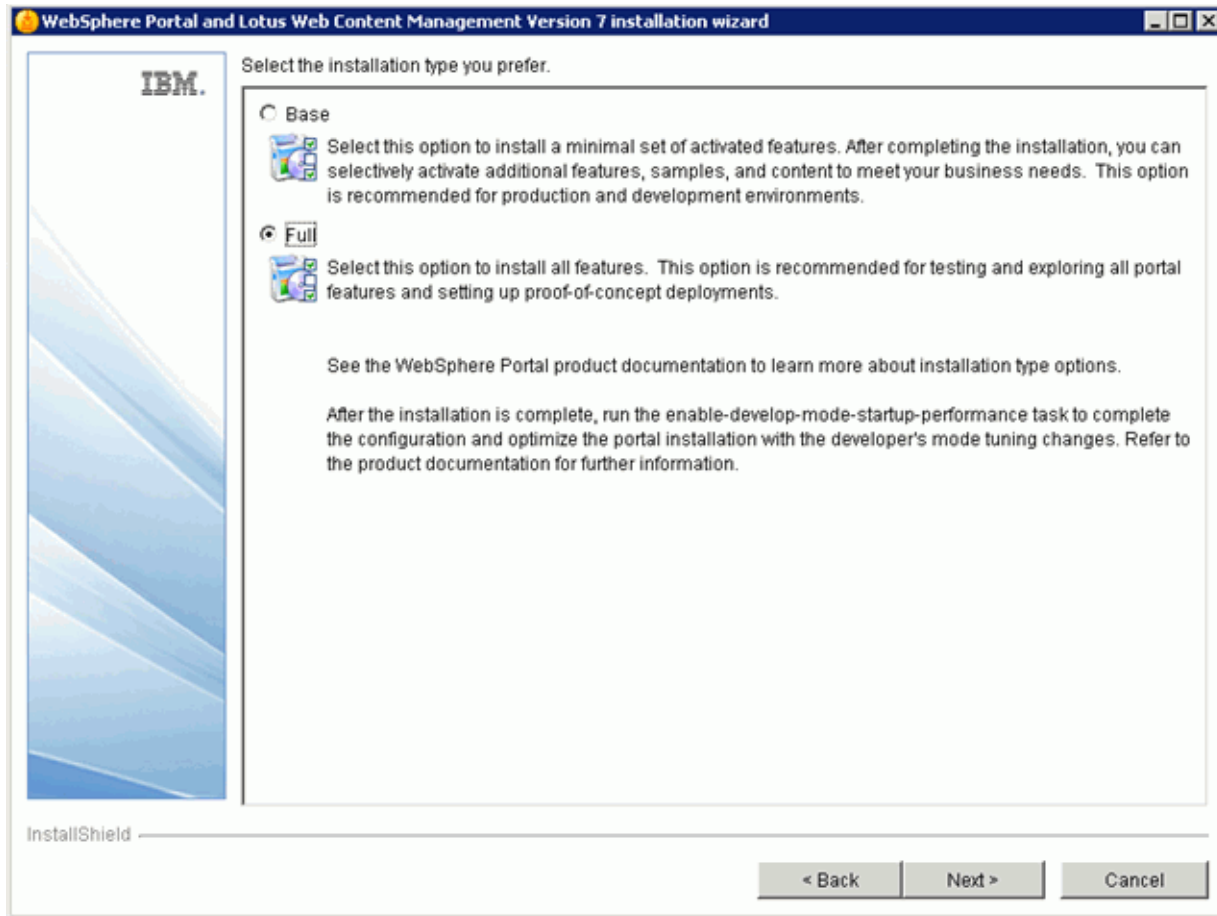 WebSphere Portal and Lotus Web Content Management Version 7 installation wizard
IBM.
Select the installation type you prefer.
Base
Select this option to install a minimal set of activated features. After completing the installation, you can
selectively activate additional features, samples, and content to meet your business needs. This option
is recommended for production and development environments.
Full
Select this option to install all features. This option is recommended for testing and exploring all portal
features and setting up proof-of-concept deployments.
See the WebSphere Portal product documentation to learn more about installation type options.
After the installation is complete, run the enable-develop-mode-startup-performance task to complete
the configuration and optimize the portal installation with the developer's mode tuning changes. Refer to
the product documentation for further information.
InstallShield
< Back
Next >
Cancel